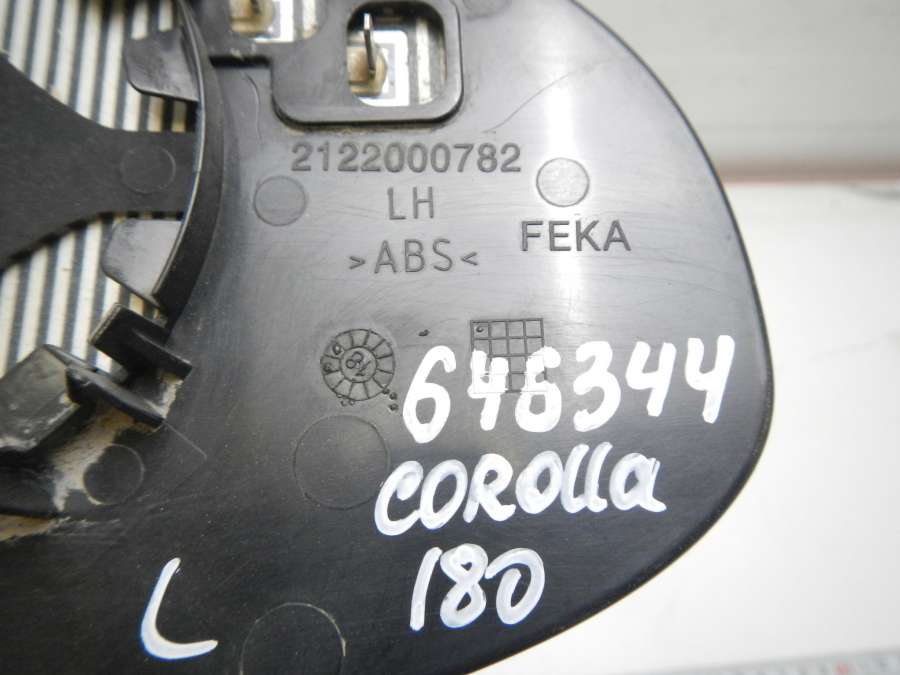 2122000782
LH
FEKA
>ABS<
646344
COROlla
180
L